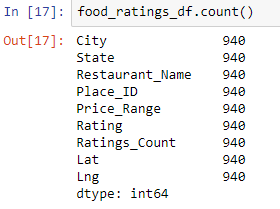 In [17]: food_ratings_df.count()
Out[17]: City 940
State 940
Restaurant_Name 940
Place_ID 940
Price_Range 940
Rating 940
Ratings_Count 940
Lat 940
Lng 940
dtype: int64